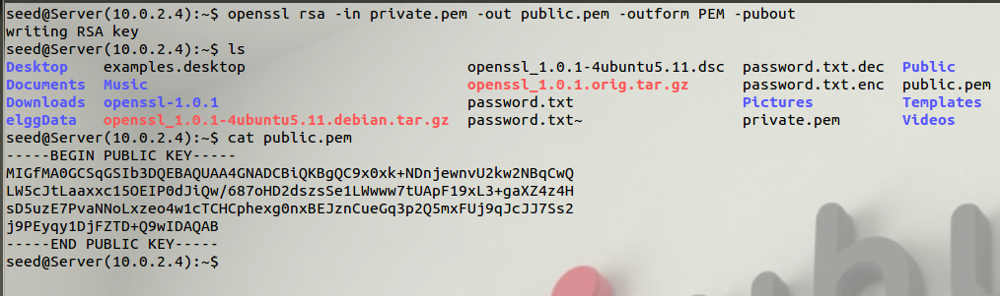 seed@Server(10.0.2.4):~$ openssl rsa -in private.pem -out public.pem -outform PEM -pubout
writing RSA key
seed@Server(10.0.2.4):~$ ls
Desktop examples.desktop openssl_1.0.1-4ubuntu5.11.dsc password.txt.dec Public
Documents Music openssl_1.0.1.orig.tar.gz password.txt.enc public.pem
Downloads openssl-1.0.1 password.txt Pictures Templates
elggData openssl_1.0.1-4ubuntu5.11.debian.tar.gz password.txt~ private.pem Videos
seed@Server(10.0.2.4):~$ cat public.pem
-----BEGIN PUBLIC KEY-----
MIGfMA0GCSqGSIb3DQEBAQUAA4GNADCBiQKBgQC9x0xk+NDnjewnvU2kw2NBqCwQ
LW5cJtLaaxxc15OEIP0dJiQw/687oHD2dszsSe1LWwww7tUApF19xL3+gaXZ4z4H
sD5uzE7PvaNNoLxzeo4w1cTCHCphexg0nxBEJznCueGq3p2Q5mxFUj9qJcJJ7Ss2
j9PEyqy1DjFZTD+Q9wIDAQAB
-----END PUBLIC KEY-----
seed@Server(10.0.2.4):~$